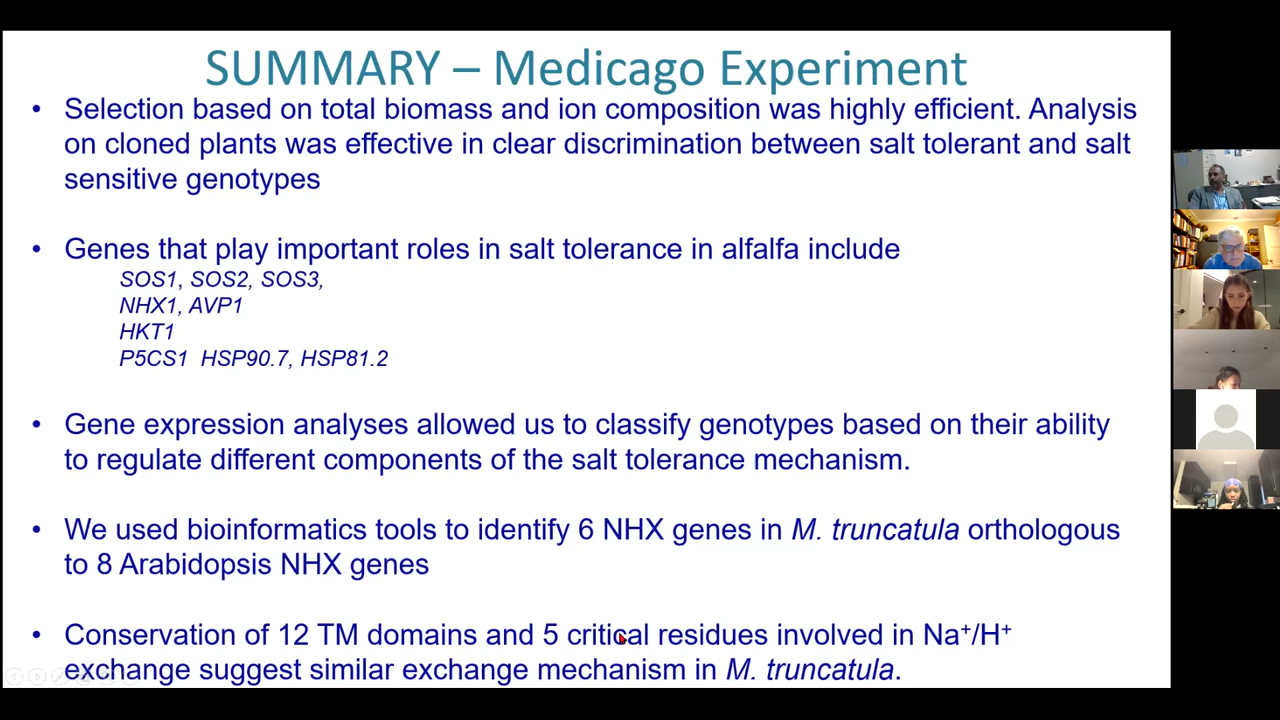 SUMMARY – Medicago Experiment
• Selection based on total biomass and ion composition was highly efficient. Analysis
on cloned plants was effective in clear discrimination between salt tolerant and salt
sensitive genotypes
• Genes that play important roles in salt tolerance in alfalfa include
SOS1, SOS2, SOS3,
NHX1, AVP1
HKT1
P5CS1 HSP90.7, HSP81.2
• Gene expression analyses allowed us to classify genotypes based on their ability
to regulate different components of the salt tolerance mechanism.
• We used bioinformatics tools to identify 6 NHX genes in M. truncatula orthologous
to 8 Arabidopsis NHX genes
• Conservation of 12 TM domains and 5 critical residues involved in Na⁺/H⁺
exchange suggest similar exchange mechanism in M. truncatula.